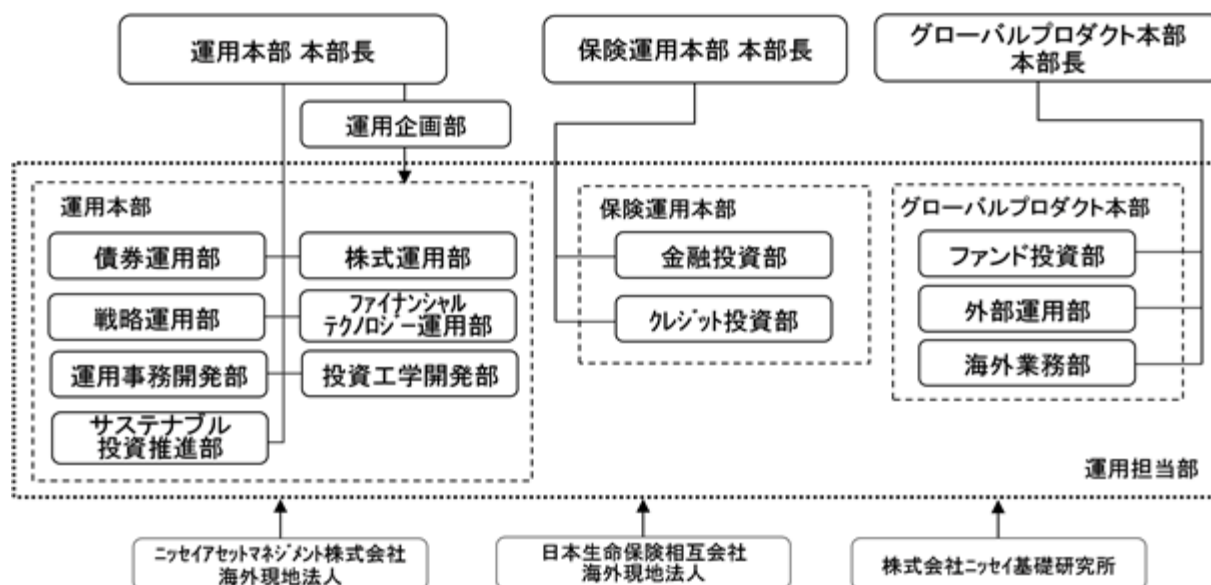 運用本部 本部長
保険運用本部 本部長
グローバルプロダクト本部
本部長
運用企画部
運用本部
債券運用部
株式運用部
戦略運用部
ファイナンシャル
テクノロジー運用部
運用事務開発部
投資工学開発部
サステナブル
投資推進部
保険運用本部
金融投資部
クレジット投資部
グローバルプロダクト本部
ファンド投資部
外部運用部
海外業務部
運用担当部
ニッセイアセットマネジメント株式会社
海外現地法人
日本生命保険相互会社
海外現地法人
株式会社ニッセイ基礎研究所